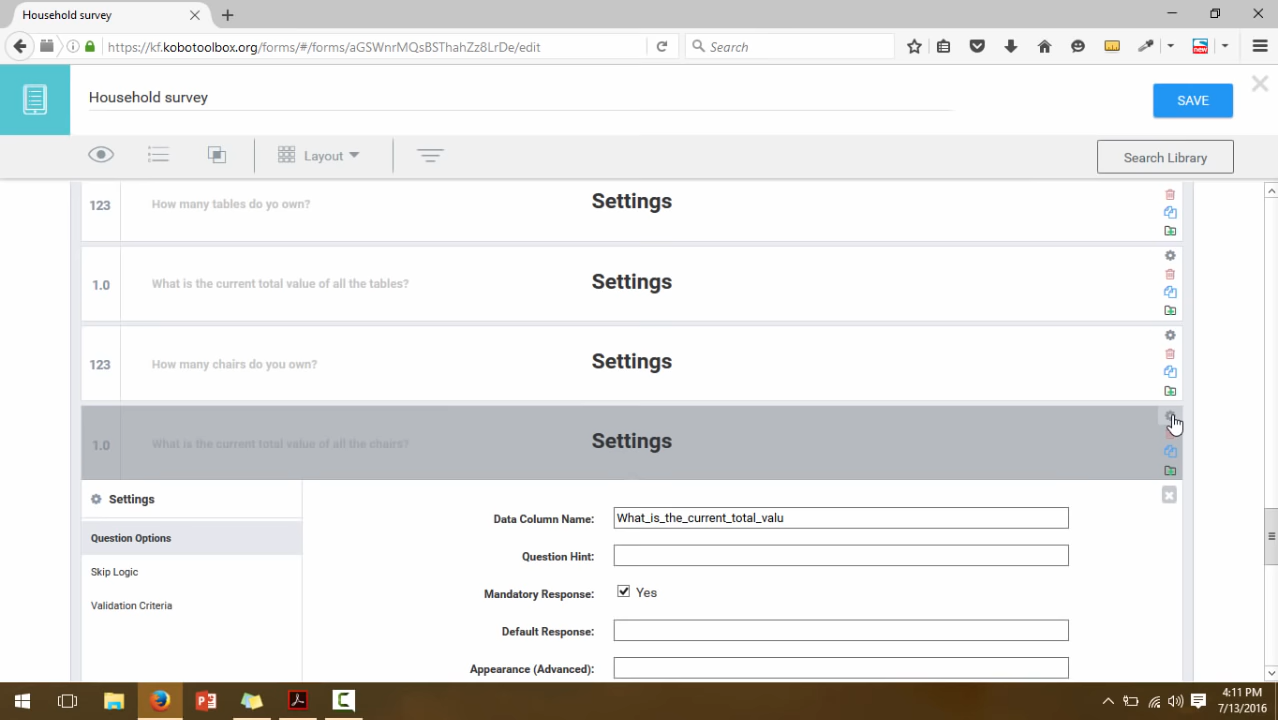 Household survey
https://kf.kobotoolbox.org/forms/#/forms/aGSWnrMQsBSThahZz8LrDe/edit
Search
new
Household survey
SAVE
Layout
Search Library
123
How many tables do yo own?
Settings
1.0
What is the current total value of all the tables?
Settings
123
How many chairs do you own?
Settings
1.0
What is the current total value of all the chairs?
Settings
Settings
Data Column Name:
What_is_the_current_total_valu
Question Options
Question Hint:
Skip Logic
Mandatory Response:
Yes
Validation Criteria
Default Response:
Appearance (Advanced):
4:11 PM
7/13/2016